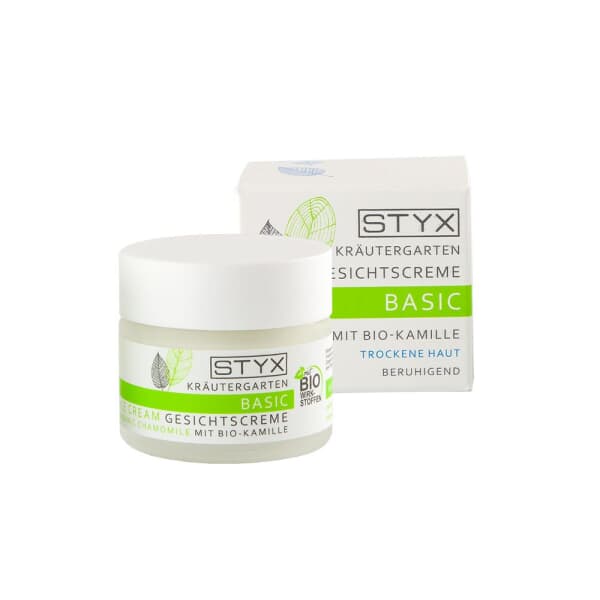 STYX
KRÄUTERGARTEN
GESICHTSCREME
BASIC
MIT BIO-KAMILLE
TROCKENE HAUT
BERUHIGEND
STYX
KRÄUTERGARTEN
BASIC
CREAM GESICHTSCREME
CHAMOMILE MIT BIO-KAMILLE
MIT
BIO
WIRK-
STOFFEN